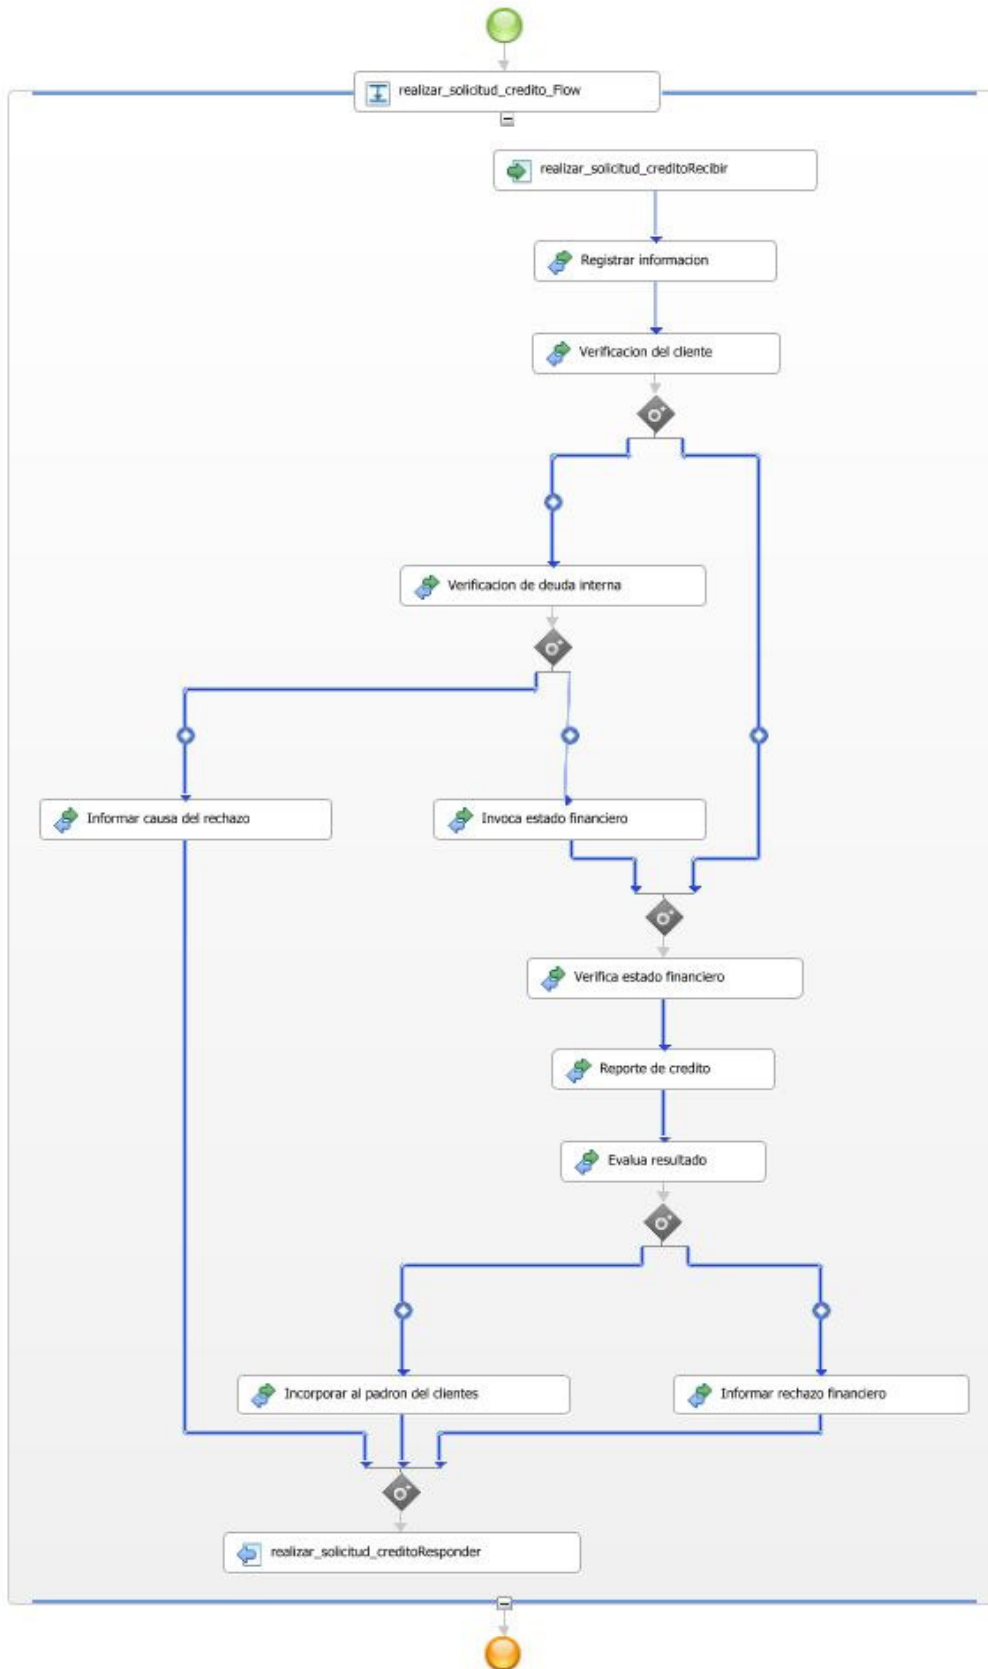 realizar_solicitud_credito_Flow
realizar_solicitud_creditoRecibir
Registrar informacion
Verificacion del cliente
Verificacion de deuda interna
Informar causa del rechazo
Invoca estado financiero
Verifica estado financiero
Reporte de credito
Evalua resultado
Incorporar al padron del clientes
Informar rechazo financiero
realizar_solicitud_creditoResponder